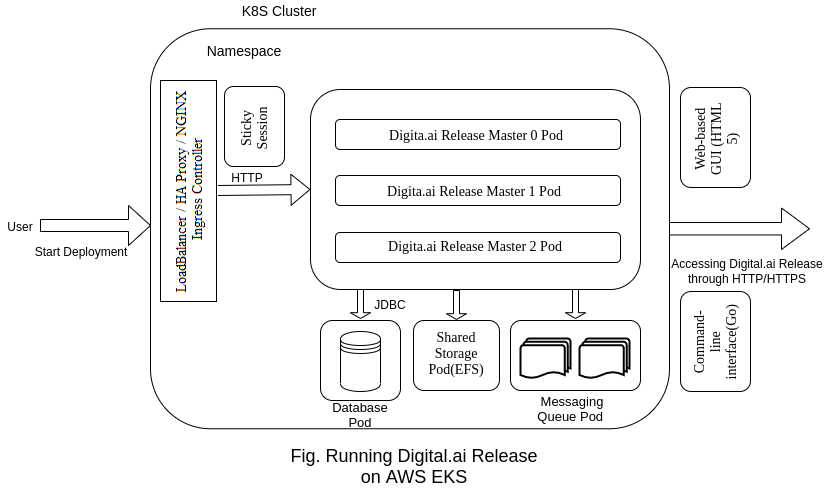 K8S Cluster
Namespace
LoadBalancer / HA Proxy / NGINX
Ingress Controller
Sticky
Session
HTTP
Digita.ai Release Master 0 Pod
Digita.ai Release Master 1 Pod
Digita.ai Release Master 2 Pod
User
Start Deployment
JDBC
Database
Pod
Shared
Storage
Pod(EFS)
Messaging
Queue Pod
Web-based
GUI (HTML
5)
Accessing Digital.ai Release
through HTTP/HTTPS
Command-
line
interface(Go)
Fig. Running Digital.ai Release
on AWS EKS